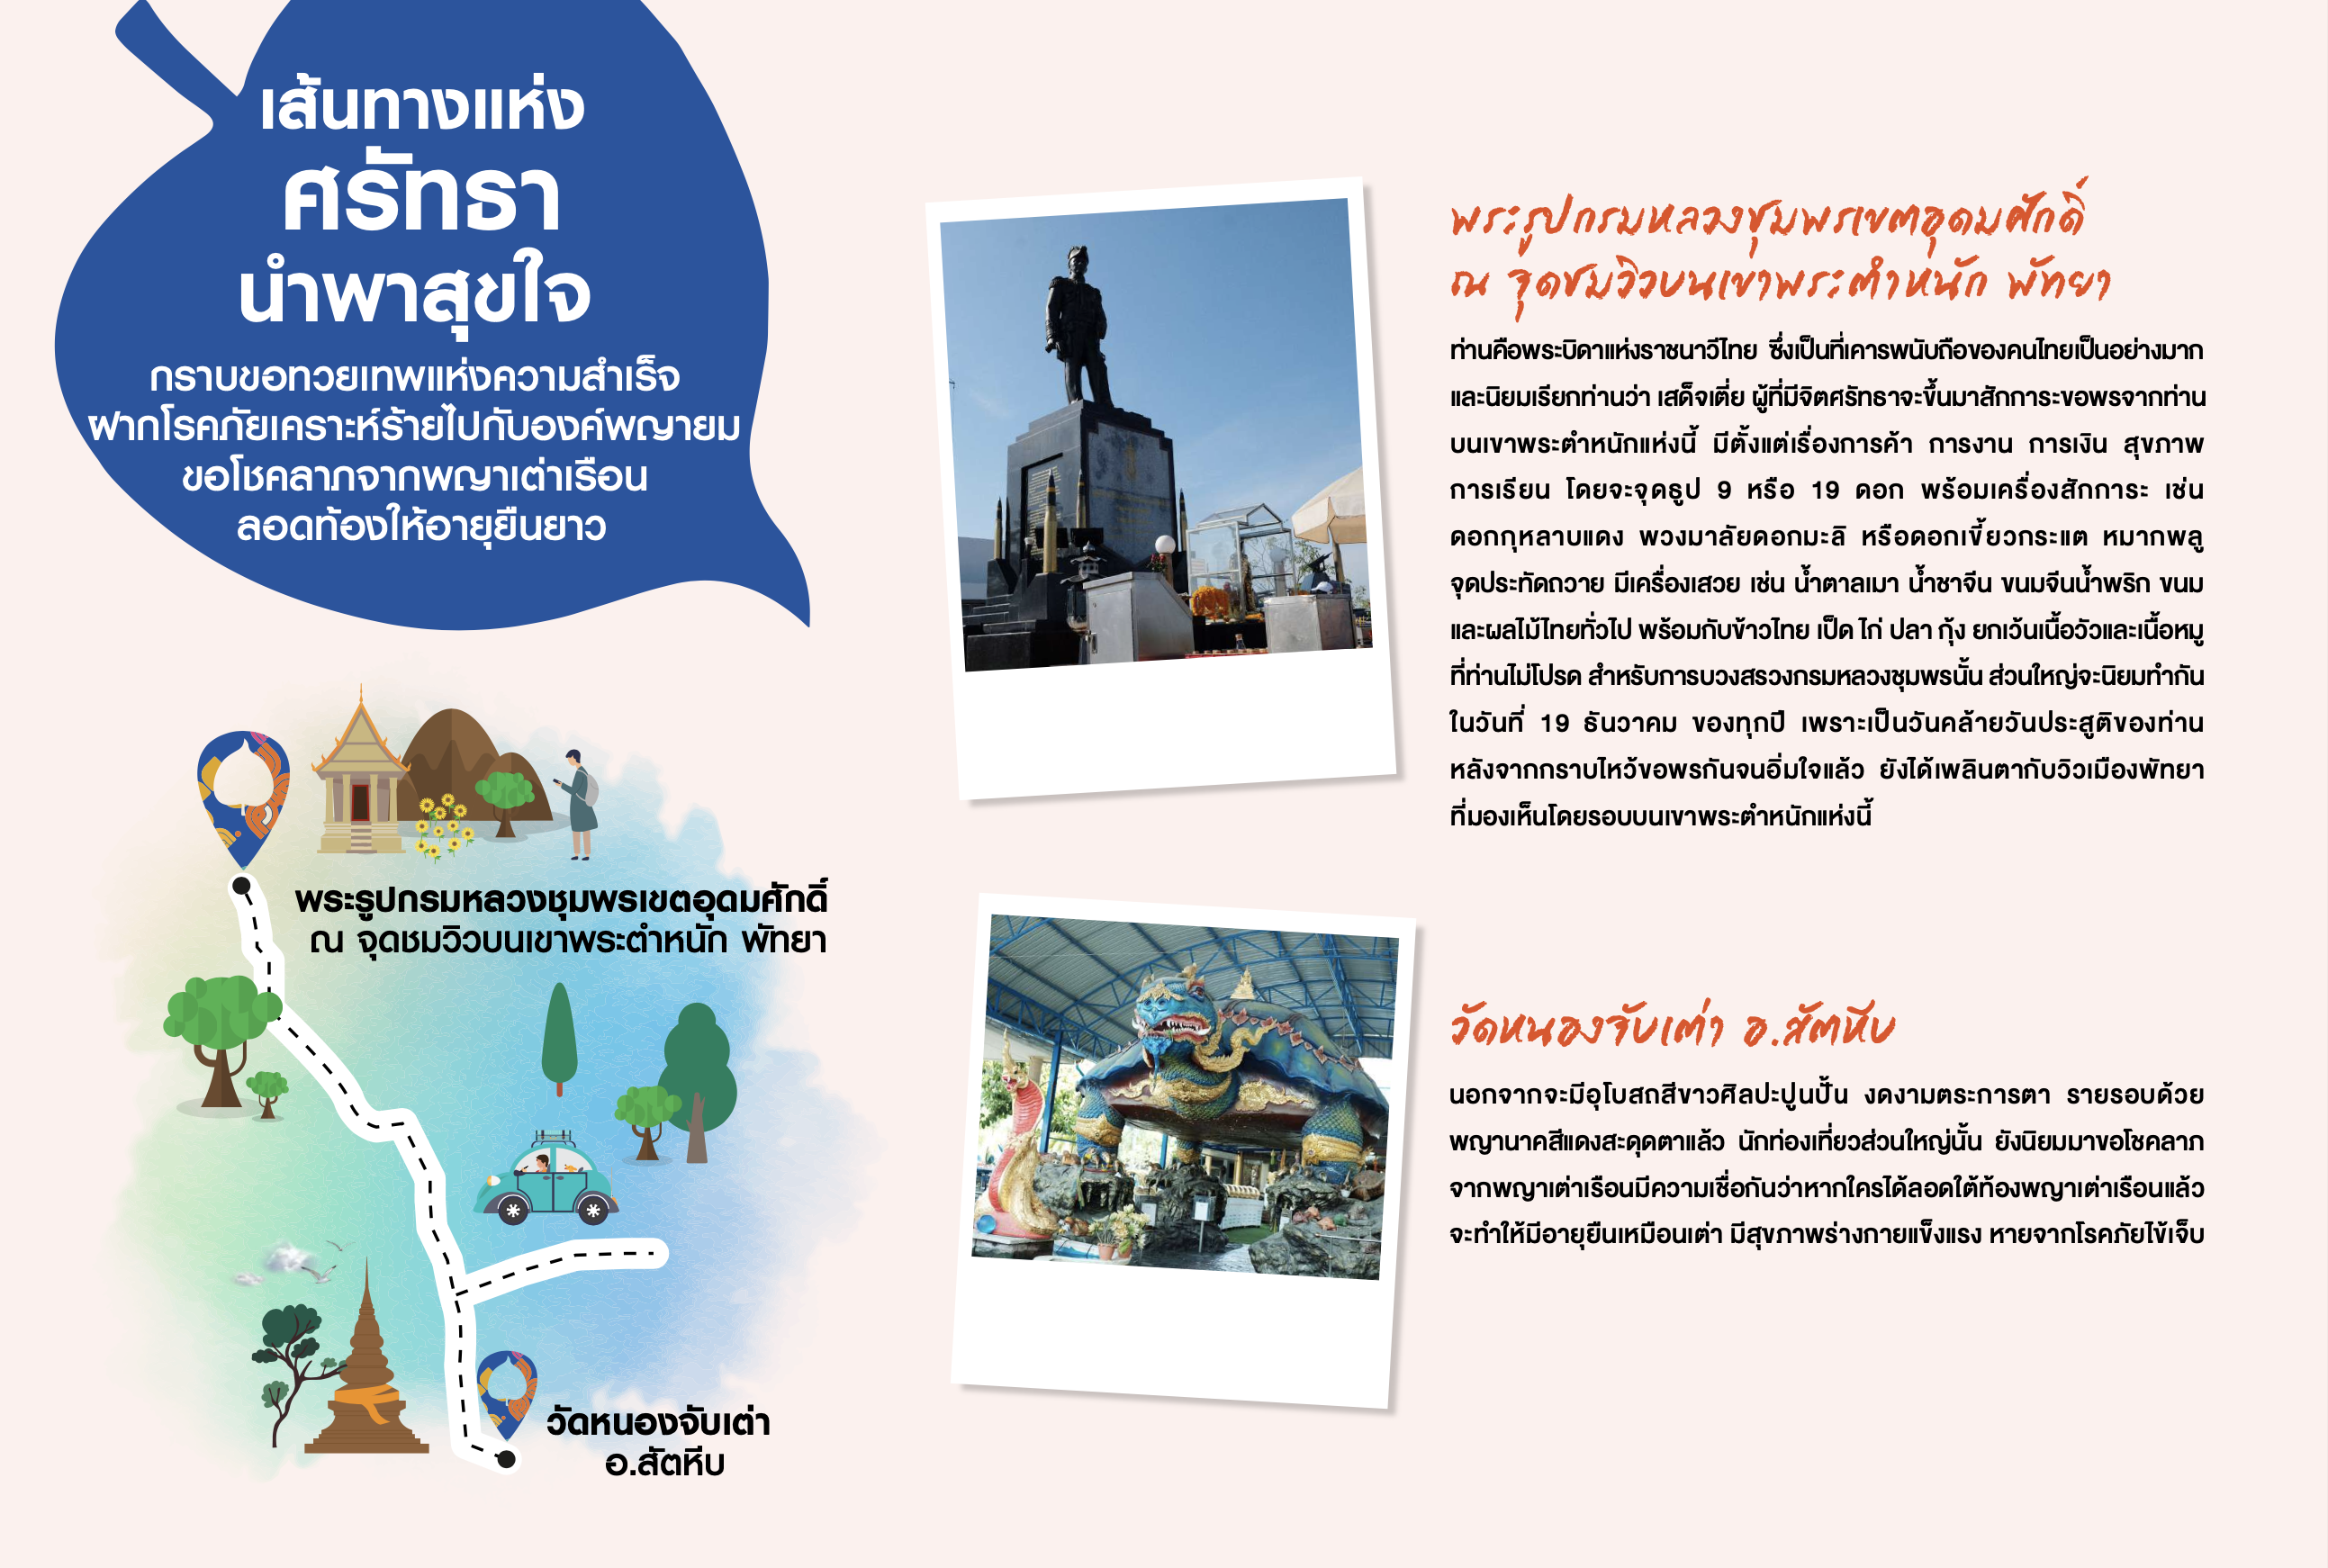 เส้นทางแห่ง
ศรัทธา
นำพาสุขใจ
กราบขอทวยเทพแห่งความสำเร็จ
ฝากโรคภัยเคราะห์ร้ายไปกับองค์พญายม
ขอโชคลาภจากพญาเต่าเรือน
ลอดท้องให้อายุยืนยาว
พระรูปกรมหลวงชุมพรเขตอุดมศักดิ์
ณ จุดชมวิวบนเขาพระตำหนัก พัทยา
วัดหนองจับเต่า
อ.สัตหีบ
พระรูปกรมหลวงชุมพรเขตอุดมศักดิ์
ณ จุดชมวิวบนเขาพระตำหนัก พัทยา
ท่านคือพระบิดาแห่งราชนาวีไทย ซึ่งเป็นที่เคารพนับถือของคนไทยเป็นอย่างมาก
และนิยมเรียกท่านว่า เสด็จเตี่ย ผู้ที่มีจิตศรัทธาจะขึ้นมาสักการะขอพรจากท่าน
บนเขาพระตำหนักแห่งนี้ มีตั้งแต่เรื่องการค้า การงาน การเงิน สุขภาพ
การเรียน โดยจะจุดธูป 9 หรือ 19 ดอก พร้อมเครื่องสักการะ เช่น
ดอกกุหลาบแดง พวงมาลัยดอกมะลิ หรือดอกเขี้ยวกระแต หมากพลู
จุดประทัดถวาย มีเครื่องเสวย เช่น น้ำตาลเมา น้ำชาจีน ขนมจีนน้ำพริก ขนม
และผลไม้ไทยทั่วไป พร้อมกับข้าวไทย เป็ด ไก่ ปลา กุ้ง ยกเว้นเนื้อวัวและเนื้อหมู
ที่ท่านไม่โปรด สำหรับการบวงสรวงกรมหลวงชุมพรนั้น ส่วนใหญ่จะนิยมทำกัน
ในวันที่ 19 ธันวาคม ของทุกปี เพราะเป็นวันคล้ายวันประสูติของท่าน
หลังจากกราบไหว้ขอพรกันจนอิ่มใจแล้ว ยังได้เพลินตากับวิวเมืองพัทยา
ที่มองเห็นโดยรอบบนเขาพระตำหนักแห่งนี้
วัดหนองจับเต่า อ.สัตหีบ
นอกจากจะมีอุโบสถสีขาวศิลปะปูนปั้น งดงามตระการตา รายรอบด้วย
พญานาคสีแดงสะดุดตาแล้ว นักท่องเที่ยวส่วนใหญ่นั้น ยังนิยมมาขอโชคลาภ
จากพญาเต่าเรือนมีความเชื่อกันว่าหากใครได้ลอดใต้ท้องพญาเต่าเรือนแล้ว
จะทำให้มีอายุยืนเหมือนเต่า มีสุขภาพร่างกายแข็งแรง หายจากโรคภัยไข้เจ็บ